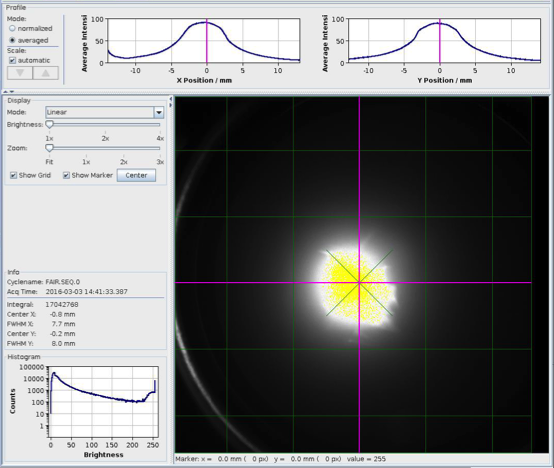 Profile
Mode:
normalized
averaged
Scale:
automatic
Average Intensi
100
50
0
-10
-5
0
5
10
X Position / mm
Average Intensi
100
50
0
-10
-5
0
5
10
Y Position / mm
Display
Mode: Linear
Brightness:
1x 2x 4x
Zoom:
Fit 1x 2x 3x
Show Grid Show Marker Center
Info
Cyclename: FAIR.SEQ.0
Acq Time: 2016-03-03 14:41:33.387
Integral: 17042768
Center X: -0.8 mm
FWHM X: 7.7 mm
Center Y: -0.2 mm
FWHM Y: 8.0 mm
Histogram
Counts
100000
10000
1000
100
10
1
0 50 100 150 200 250
Brightness
Marker: x = 0.0 mm ( 0 px) y = 0.0 mm ( 0 px) value = 255